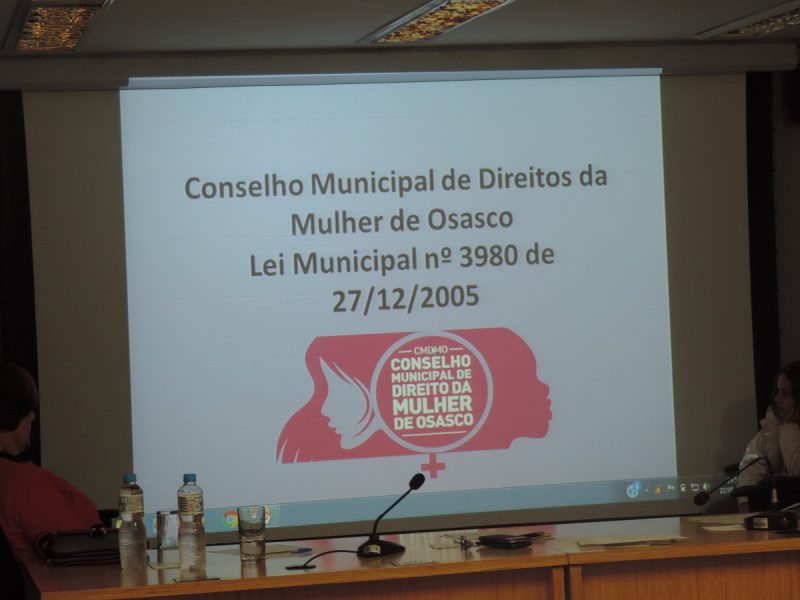 Conselho Municipal de Direitos da
Mulher de Osasco
Lei Municipal nº 3980 de
27/12/2005
CMDMO
CONSELHO
MUNICIPAL DE
DIREITO DA
MULHER
DE OSASCO